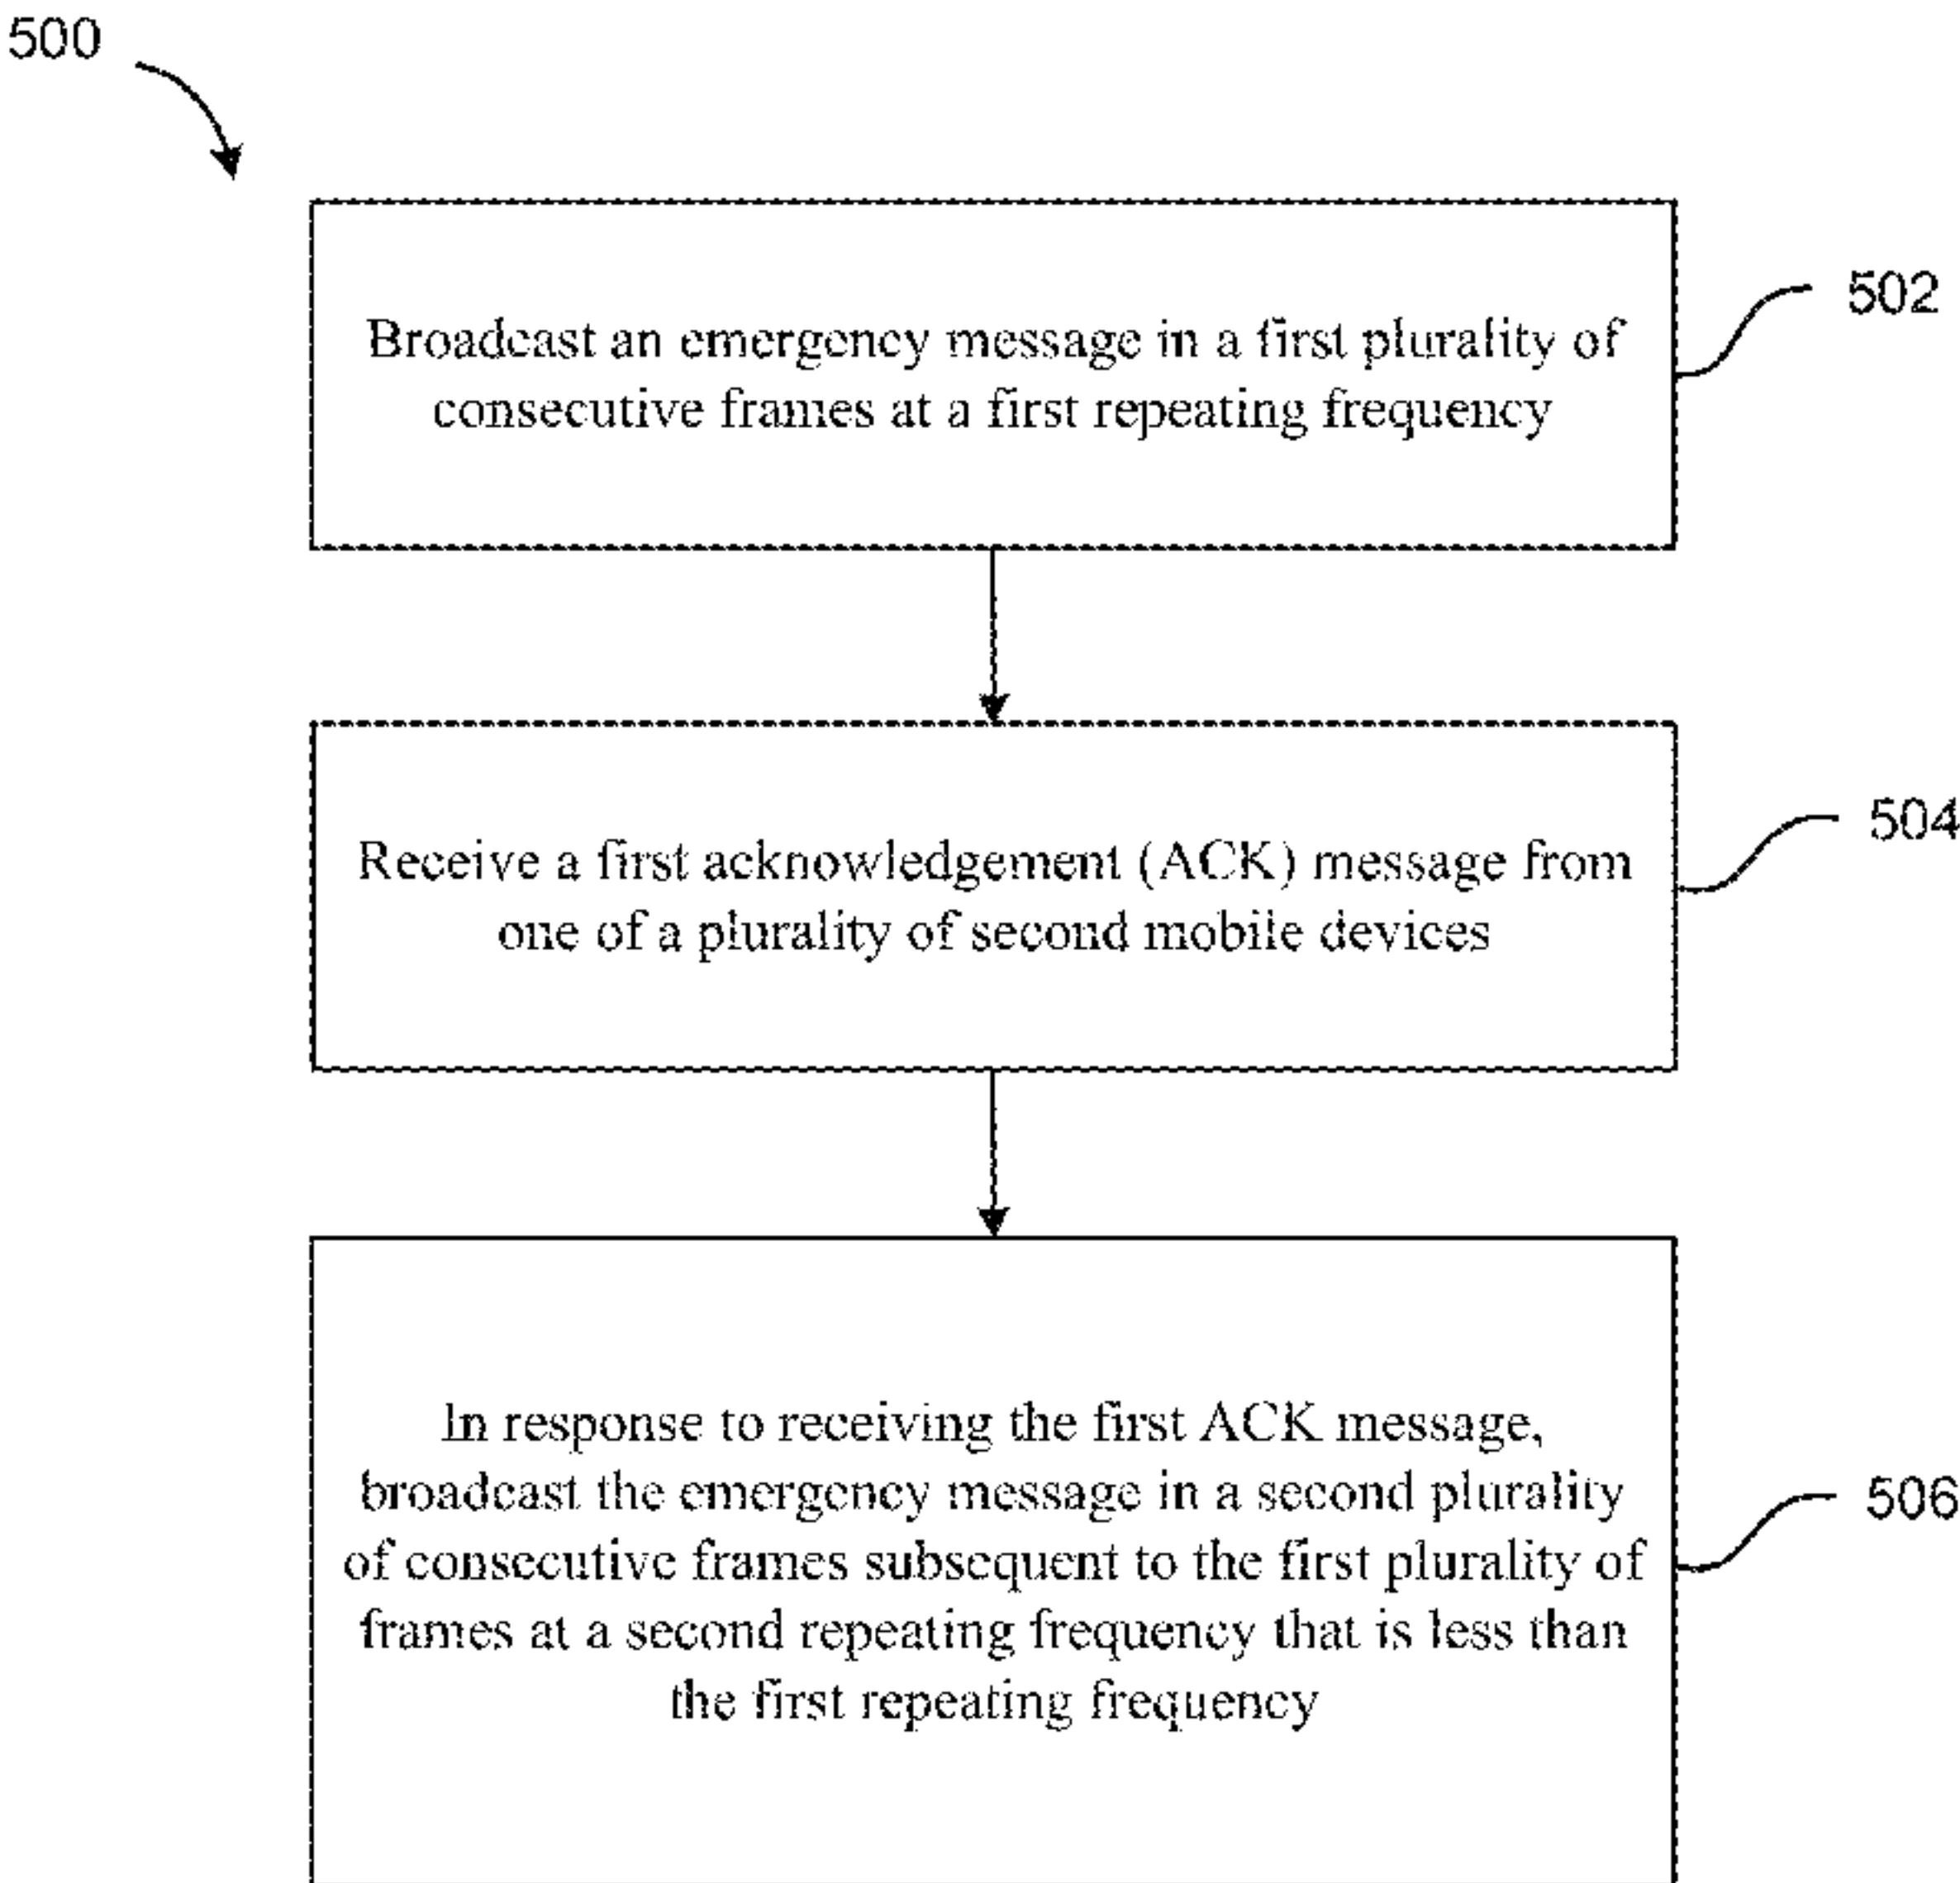 500
Broadcast an emergency message in a first plurality of
consecutive frames at a first repeating frequency
502
Receive a first acknowledgement (ACK) message from
one of a plurality of second mobile devices
504
In response to receiving the first ACK message,
broadcast the emergency message in a second plurality
of consecutive frames subsequent to the first plurality of
frames at a second repeating frequency that is less than
the first repeating frequency
506